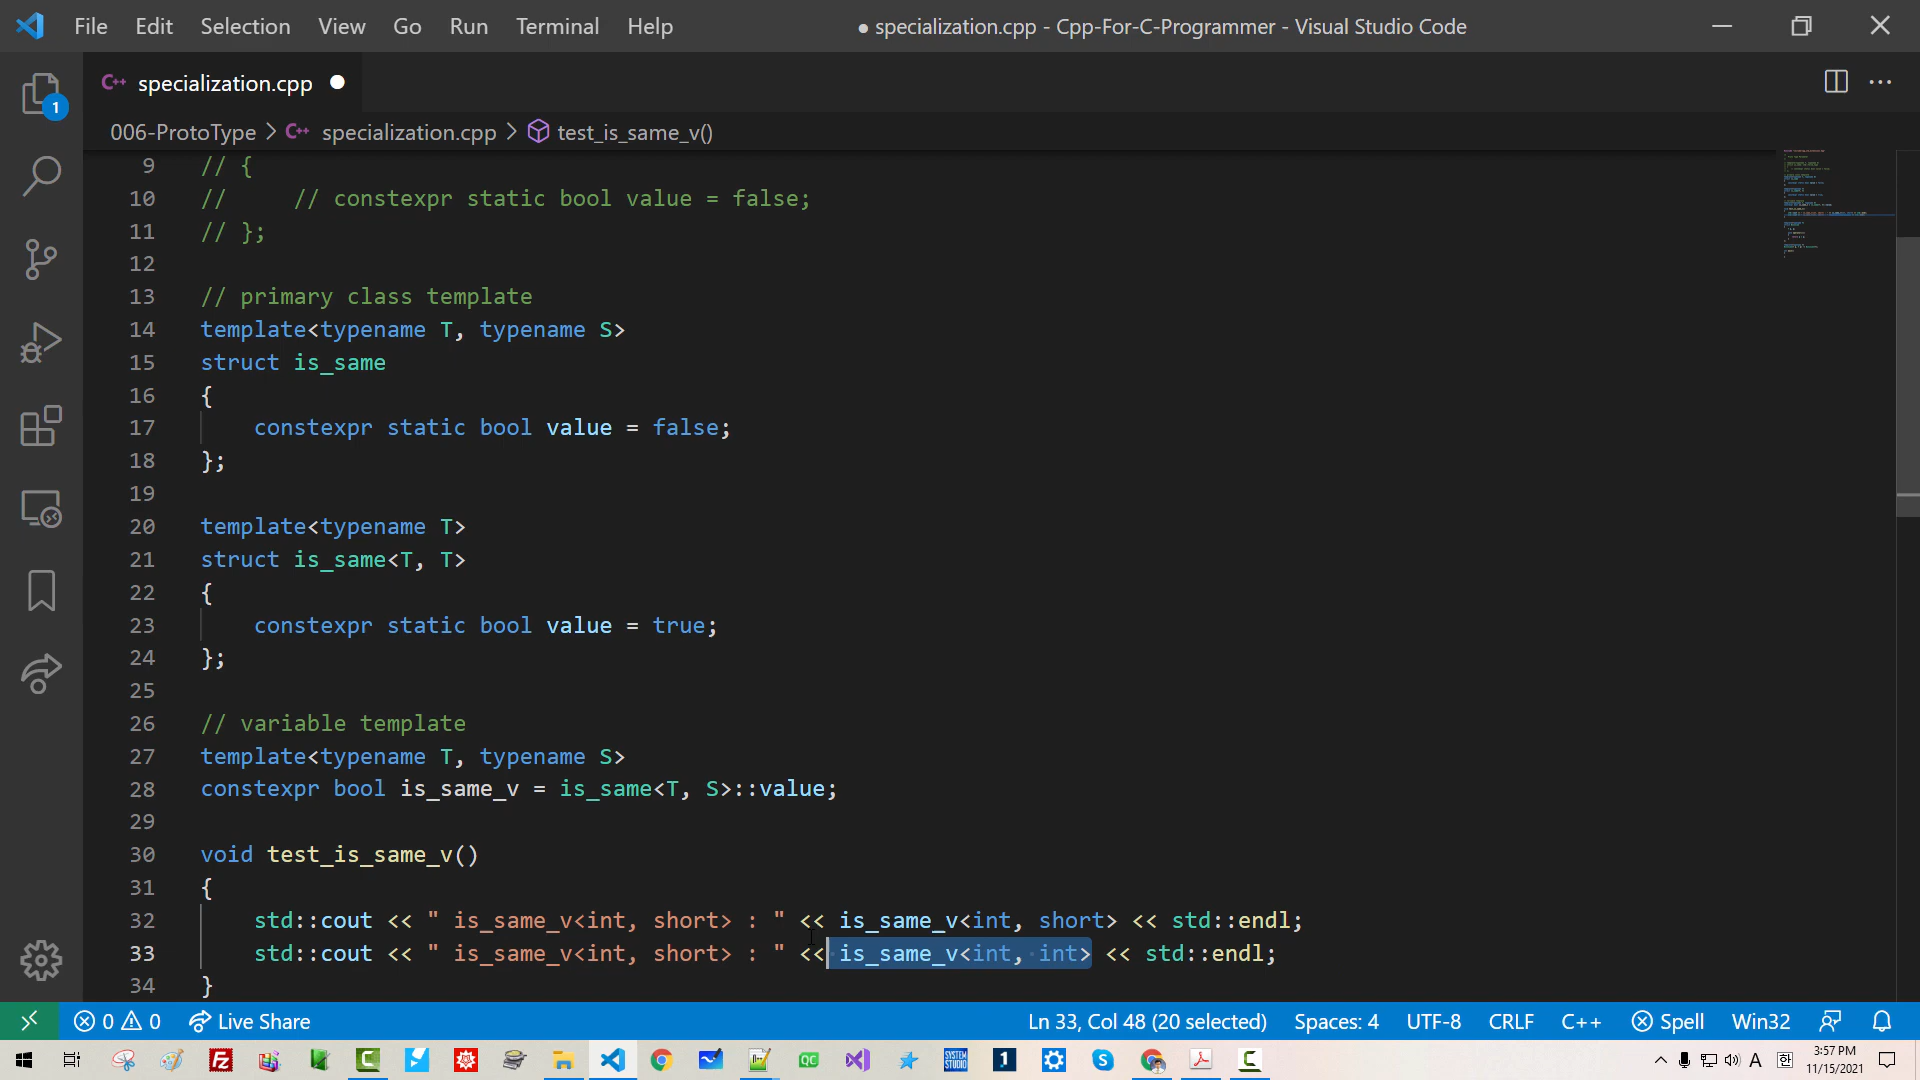 File Edit Selection View Go Run Terminal Help
● specialization.cpp - Cpp-For-C-Programmer - Visual Studio Code
C++ specialization.cpp ●
006-ProtoType > C++ specialization.cpp > test_is_same_v()
1
9 // {
10 //     // constexpr static bool value = false;
11 // };
12
13 // primary class template
14 template<typename T, typename S>
15 struct is_same
16 {
17     constexpr static bool value = false;
18 };
19
20 template<typename T>
21 struct is_same<T, T>
22 {
23     constexpr static bool value = true;
24 };
25
26 // variable template
27 template<typename T, typename S>
28 constexpr bool is_same_v = is_same<T, S>::value;
29
30 void test_is_same_v()
31 {
32     std::cout << " is_same_v<int, short> : " << is_same_v<int, short> << std::endl;
33     std::cout << " is_same_v<int, short> : " << is_same_v<int, int> << std::endl;
34 }
0 0 Live Share Ln 33, Col 48 (20 selected) Spaces: 4 UTF-8 CRLF C++ Spell Win32
QC SYSTEM STUDIO 1 A 한
3:57 PM
11/15/2021